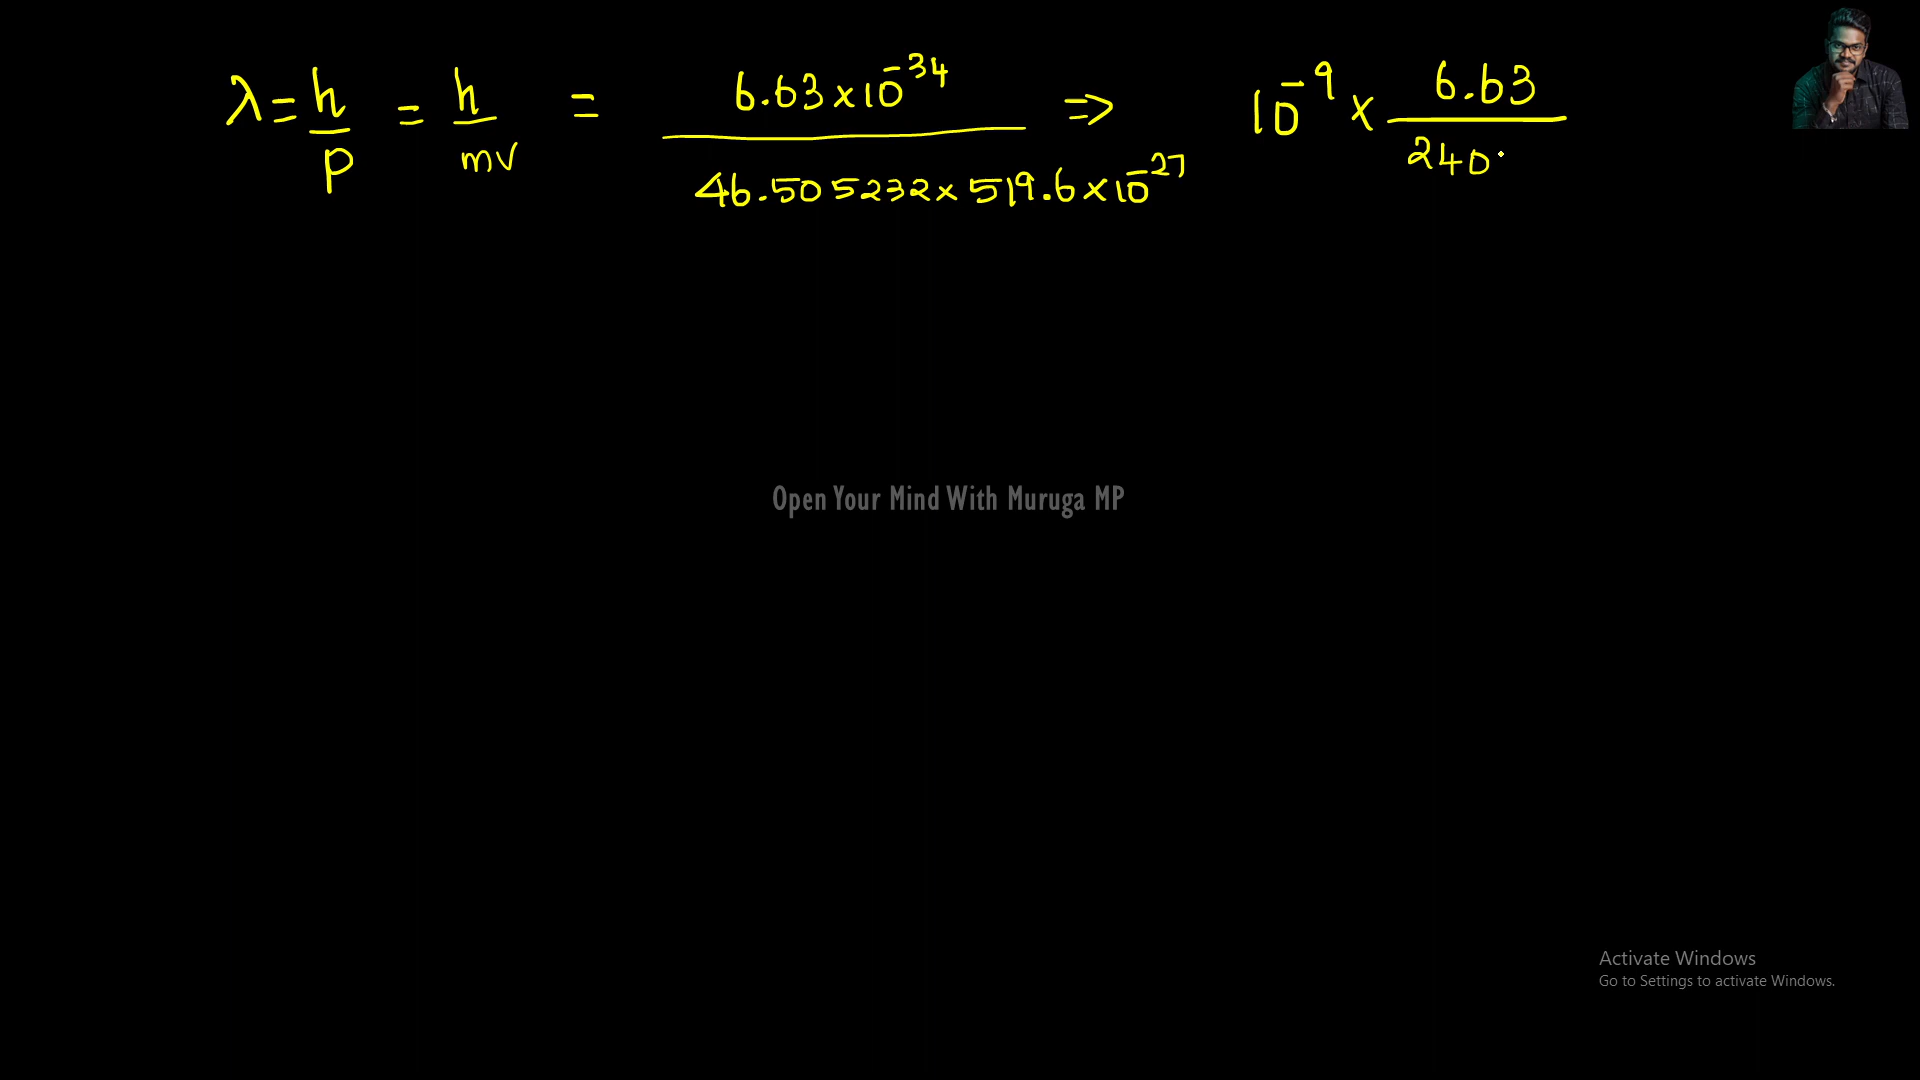 λ = h/p = h/mv = 6.63 x 10^-34 / 46.505232 x 519.6 x 10^-27 => 10^-9 x 6.63 / 240.
Open Your Mind With Muruga MP
Activate Windows
Go to Settings to activate Windows.